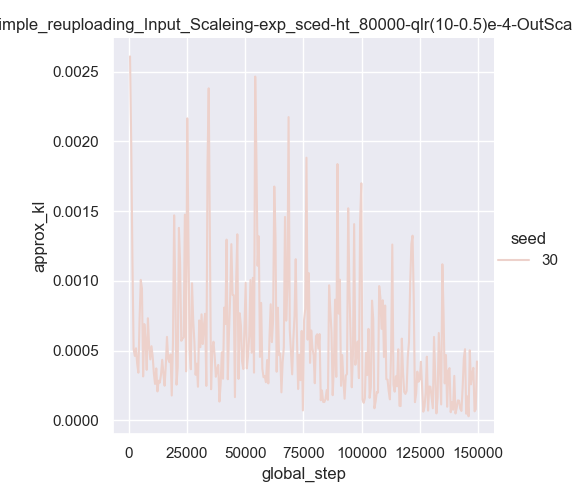 imple_reuploading_Input_Scaleing-exp_sced-ht_80000-qlr(10-0.5)e-4-OutSca
0.0025
0.0020
0.0015
0.0010
0.0005
0.0000
approx_kl
0 25000 50000 75000 100000 125000 150000
global_step
seed
30